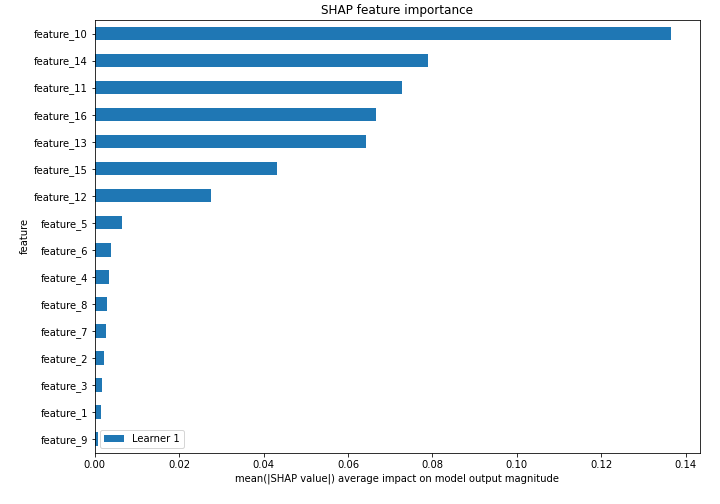 SHAP feature importance
feature_10
feature_14
feature_11
feature_16
feature_13
feature_15
feature_12
feature_5
feature_6
feature_4
feature_8
feature_7
feature_2
feature_3
feature_1
feature_9
feature
Learner 1
0.00 0.02 0.04 0.06 0.08 0.10 0.12 0.14
mean(|SHAP value|) average impact on model output magnitude